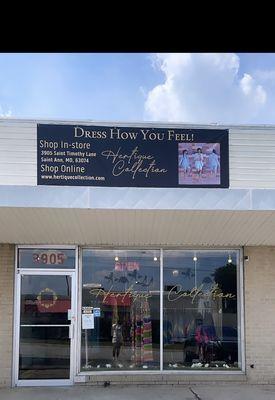 DRESS HOW YOU FEEL!
Shop In-store
3905 Saint Timothy Lane
Saint Ann, MO, 63074
Shop Online
www.hertiquecollection.com
Hertique
Collection
3905
Hertique Collection